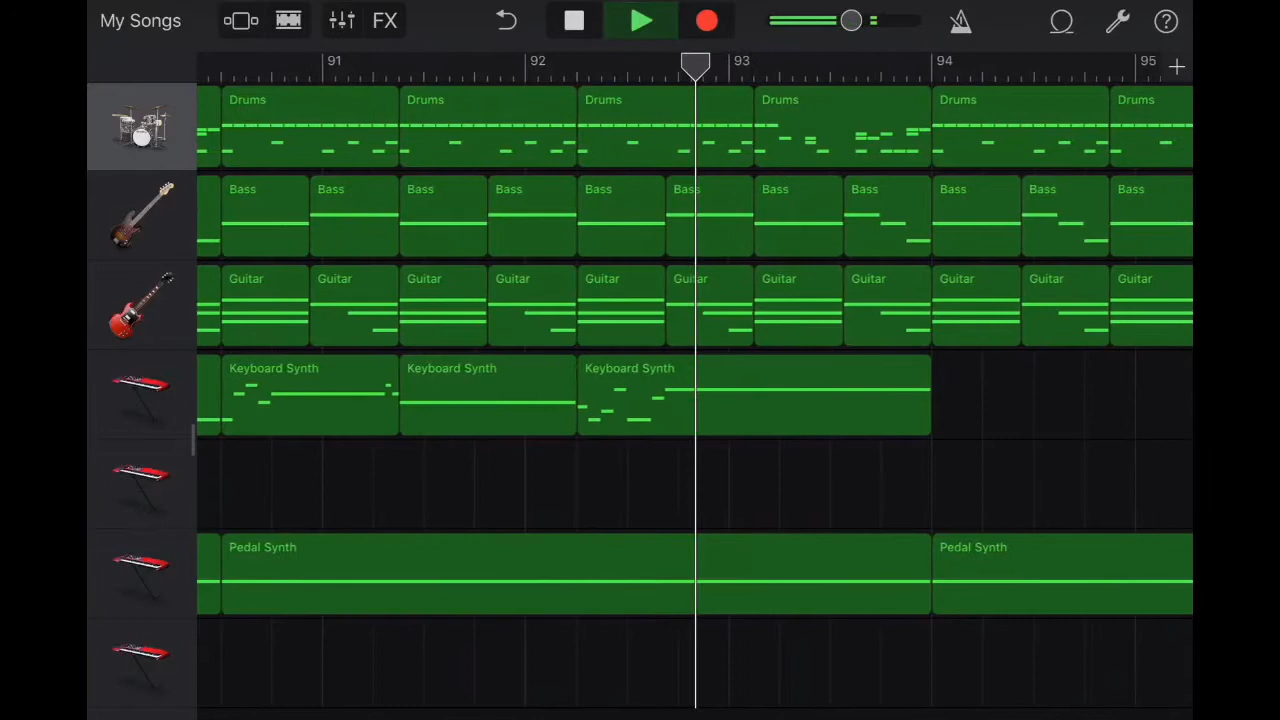 My Songs FX
91 92 93 94 95
Drums Drums Drums Drums Drums Drums
Bass Bass Bass Bass Bass Bass Bass Bass Bass Bass Bass
Guitar Guitar Guitar Guitar Guitar Guitar Guitar Guitar Guitar Guitar Guitar
Keyboard Synth Keyboard Synth Keyboard Synth
Pedal Synth Pedal Synth